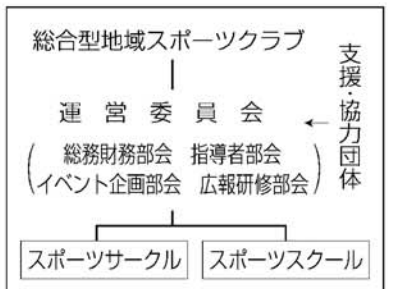 総合型地域スポーツクラブ
運営委員会
支援・協力団体
総務財務部会 指導者部会
イベント企画部会 広報研修部会
スポーツサークル
スポーツスクール